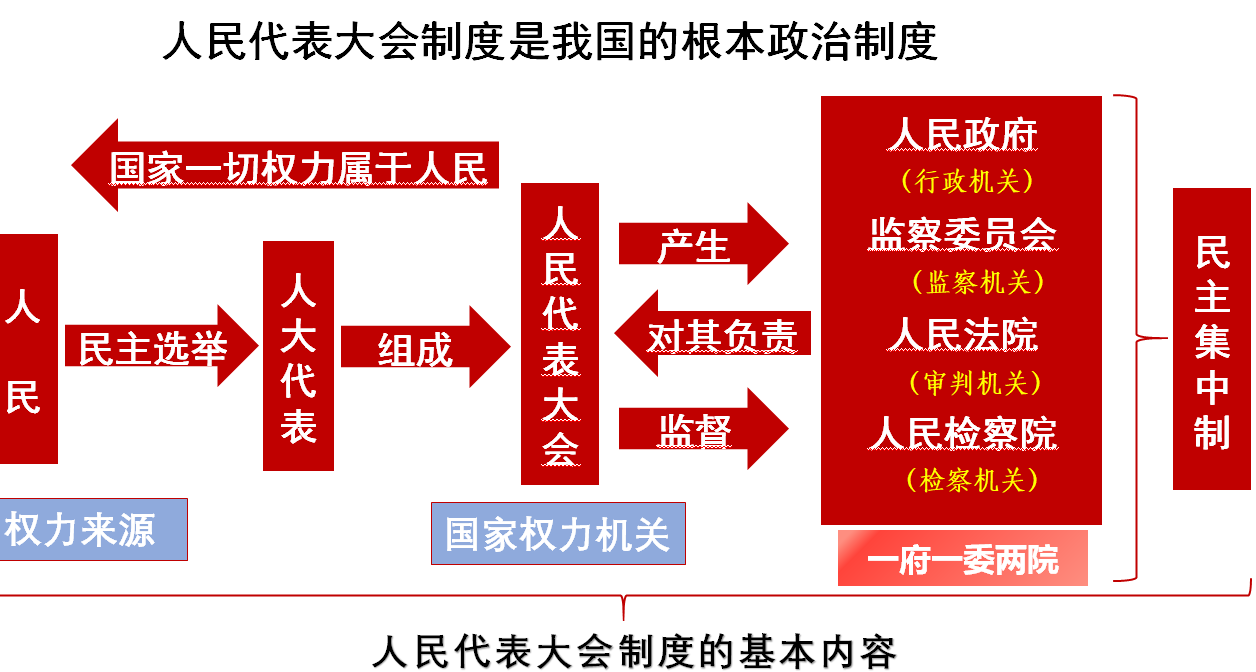 人民代表大会制度是我国的根本政治制度
国家一切权力属于人民
人民
民主选举
人大代表
组成
人民代表大会
产生
对其负责
监督
人民政府
（行政机关）
监察委员会
（监察机关）
人民法院
（审判机关）
人民检察院
（检察机关）
民主集中制
权力来源
国家权力机关
一府一委两院
人民代表大会制度的基本内容